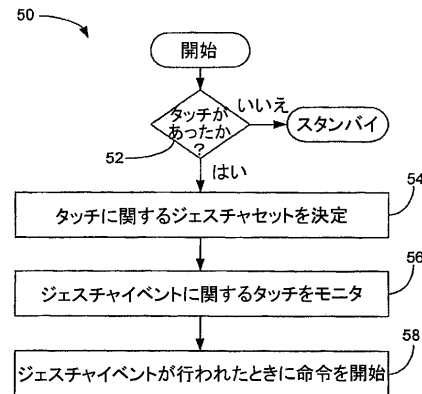 50
開始
タッチが
あったか
?
いいえ
スタンバイ
52
はい
54
タッチに関するジェスチャセットを決定
56
ジェスチャイベントに関するタッチをモニタ
58
ジェスチャイベントが行われたときに命令を開始